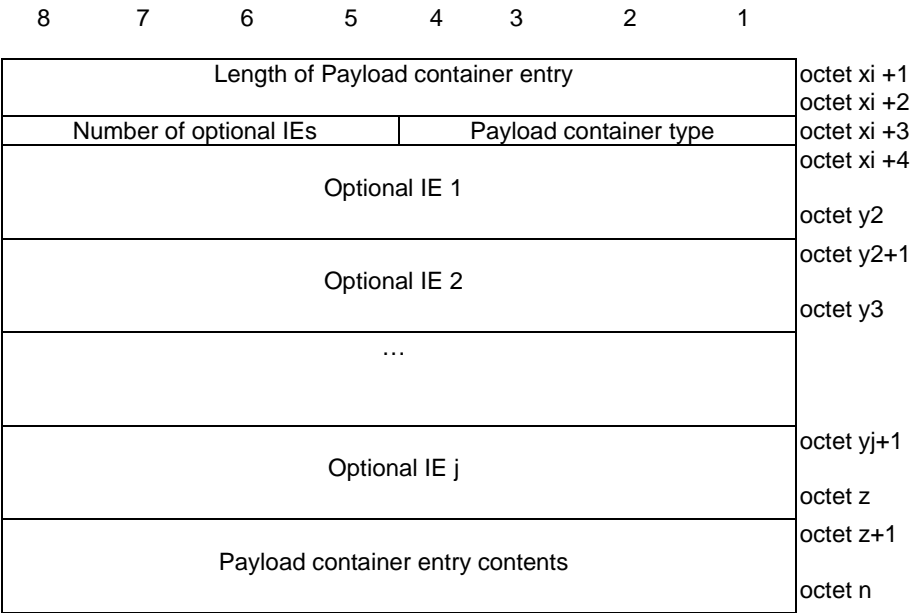 8 7 6 5 4 3 2 1
Length of Payload container entry octet xi +1
octet xi +2
Number of optional IEs Payload container type octet xi +3
octet xi +4
Optional IE 1
octet y2
octet y2+1
Optional IE 2
octet y3
…
octet yj+1
Optional IE j
octet z
octet z+1
Payload container entry contents
octet n